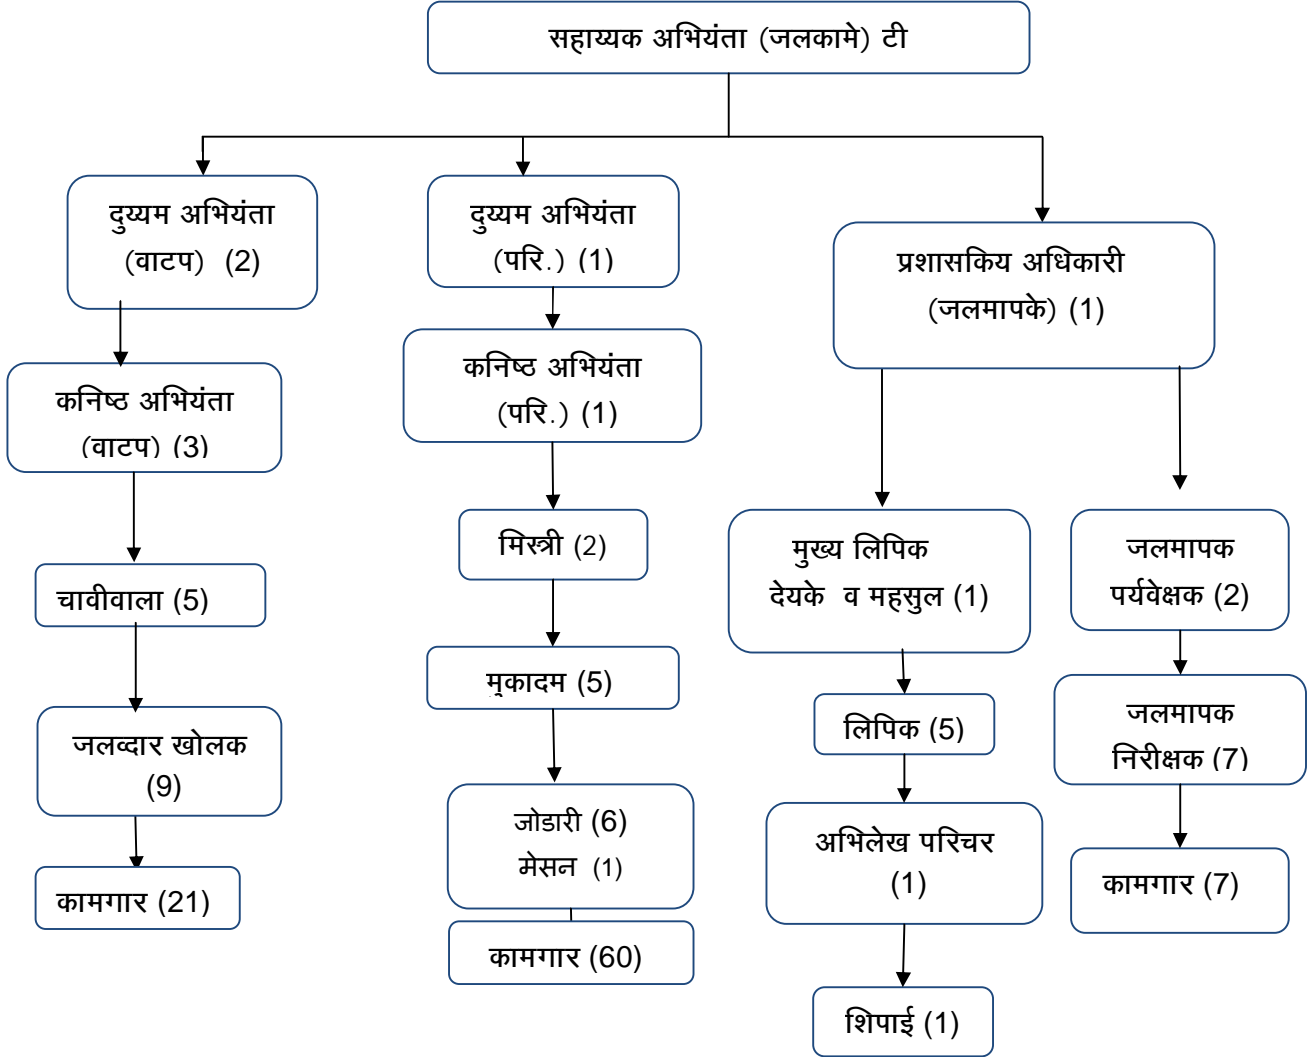 सहाय्यक अभियंता (जलकामे) टी
दुय्यम अभियंता
(वाटप) (2)
दुय्यम अभियंता
(परि.) (1)
प्रशासकिय अधिकारी
(जलमापके) (1)
कनिष्ठ अभियंता
(वाटप) (3)
कनिष्ठ अभियंता
(परि.) (1)
मिस्त्री (2)
मुख्य लिपिक
देयके व महसुल (1)
जलमापक
पर्यवेक्षक (2)
चावीवाला (5)
मुकादम (5)
लिपिक (5)
जलमापक
निरीक्षक (7)
जलव्दार खोलक
(9)
जोडारी (6)
मेसन (1)
अभिलेख परिचर
(1)
कामगार (7)
कामगार (21)
कामगार (60)
शिपाई (1)